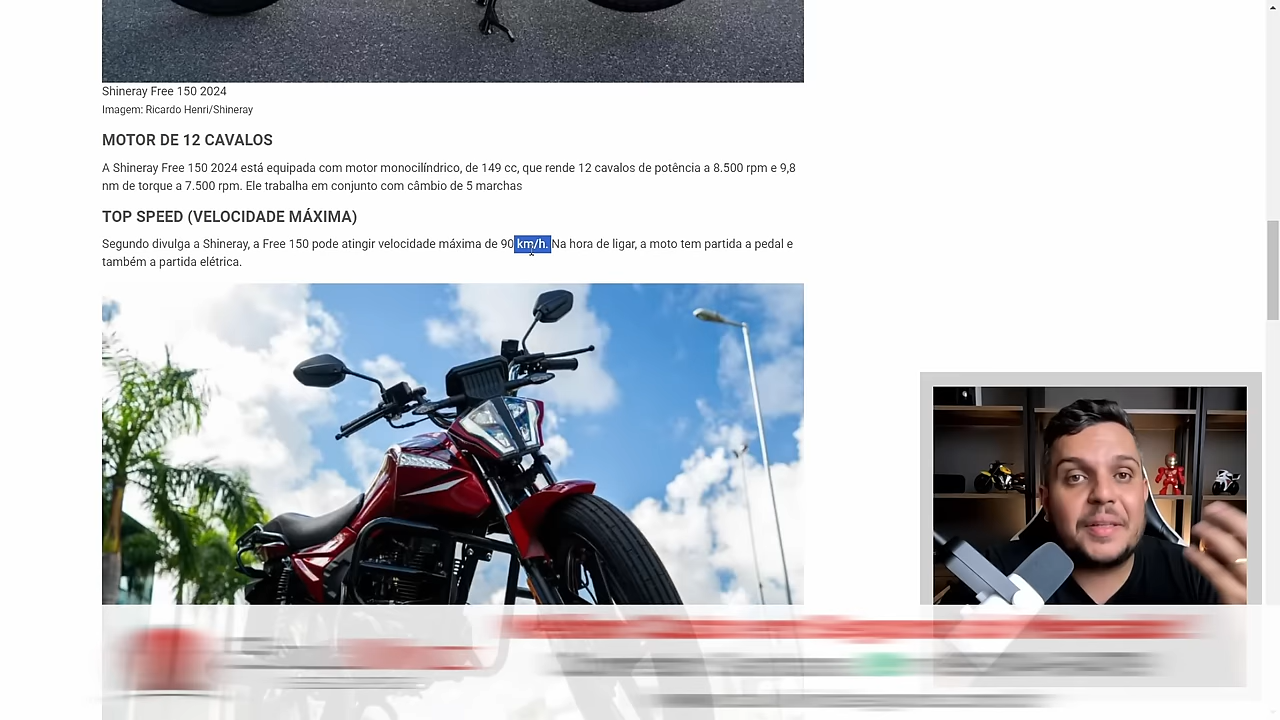 Shineray Free 150 2024
Imagem: Ricardo Henri/Shineray
MOTOR DE 12 CAVALOS
A Shineray Free 150 2024 está equipada com motor monocilíndrico, de 149 cc, que rende 12 cavalos de potência a 8.500 rpm e 9,8
nm de torque a 7.500 rpm. Ele trabalha em conjunto com câmbio de 5 marchas
TOP SPEED (VELOCIDADE MÁXIMA)
Segundo divulga a Shineray, a Free 150 pode atingir velocidade máxima de 90 km/h. Na hora de ligar, a moto tem partida a pedal e
também a partida elétrica.